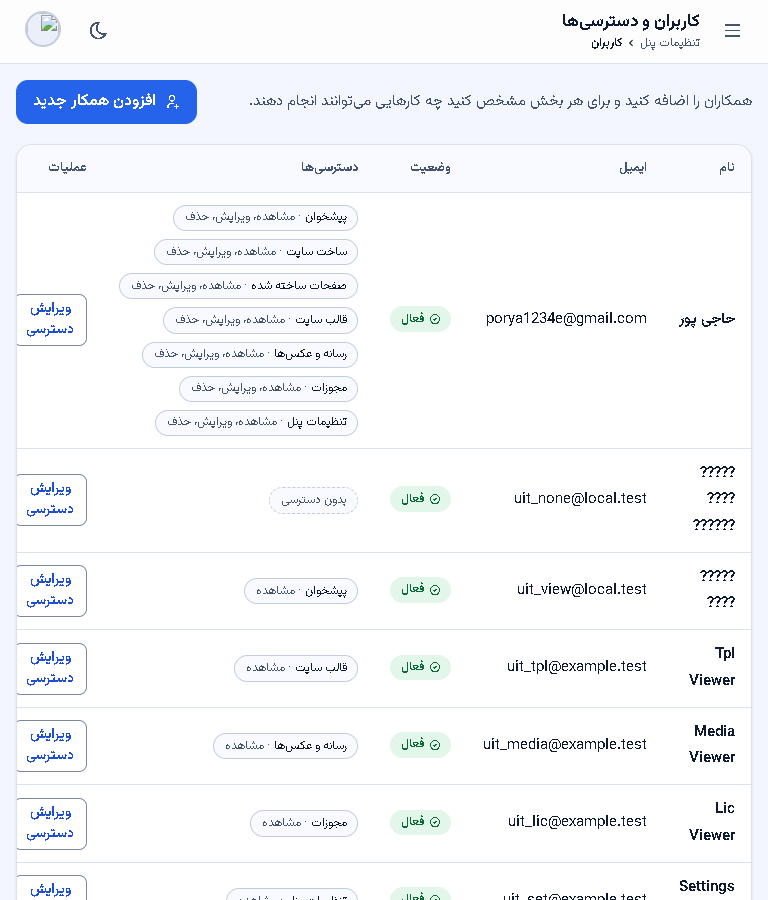 کاربران و دسترسی‌ها
تنظیمات پنل › کاربران
همکاران را اضافه کنید و برای هر بخش مشخص کنید چه کارهایی می‌توانند انجام دهند.
افزودن همکار جدید
نام ایمیل وضعیت دسترسی‌ها عملیات
حاجی پور porya1234e@gmail.com فعال
پیشخوان · مشاهده، ویرایش، حذف
ساخت سایت · مشاهده، ویرایش، حذف
صفحات ساخته شده · مشاهده، ویرایش، حذف
قالب سایت · مشاهده، ویرایش، حذف
رسانه و عکس‌ها · مشاهده، ویرایش، حذف
مجوزات · مشاهده، ویرایش، حذف
تنظیمات پنل · مشاهده، ویرایش، حذف
ویرایش
دسترسی
?????
????
??????
uit_none@local.test فعال بدون دسترسی
ویرایش
دسترسی
?????
????
uit_view@local.test فعال پیشخوان · مشاهده
ویرایش
دسترسی
Tpl
Viewer
uit_tpl@example.test فعال قالب سایت · مشاهده
ویرایش
دسترسی
Media
Viewer
uit_media@example.test فعال رسانه و عکس‌ها · مشاهده
ویرایش
دسترسی
Lic
Viewer
uit_lic@example.test فعال مجوزات · مشاهده
ویرایش
دسترسی
Settings
uit_set@example.test فعال
ویرایش